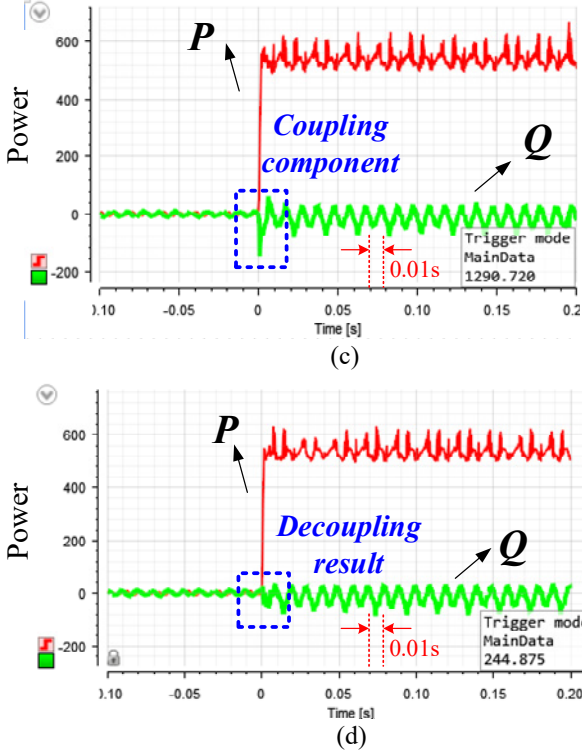 600
P
400
Coupling
component
Q
Power
200
0
Trigger mode
MainData
1290.720
0.01s
-200
).10
-0.05
0
0.05
0.10
0.15
0.20
Time [s]
(c)
600
P
400
Decoupling
result
Q
Power
200
0
Trigger mode
MainData
244.875
0.01s
-200
-0.10
-0.05
0
0.05
0.10
0.15
0.20
Time [s]
(d)